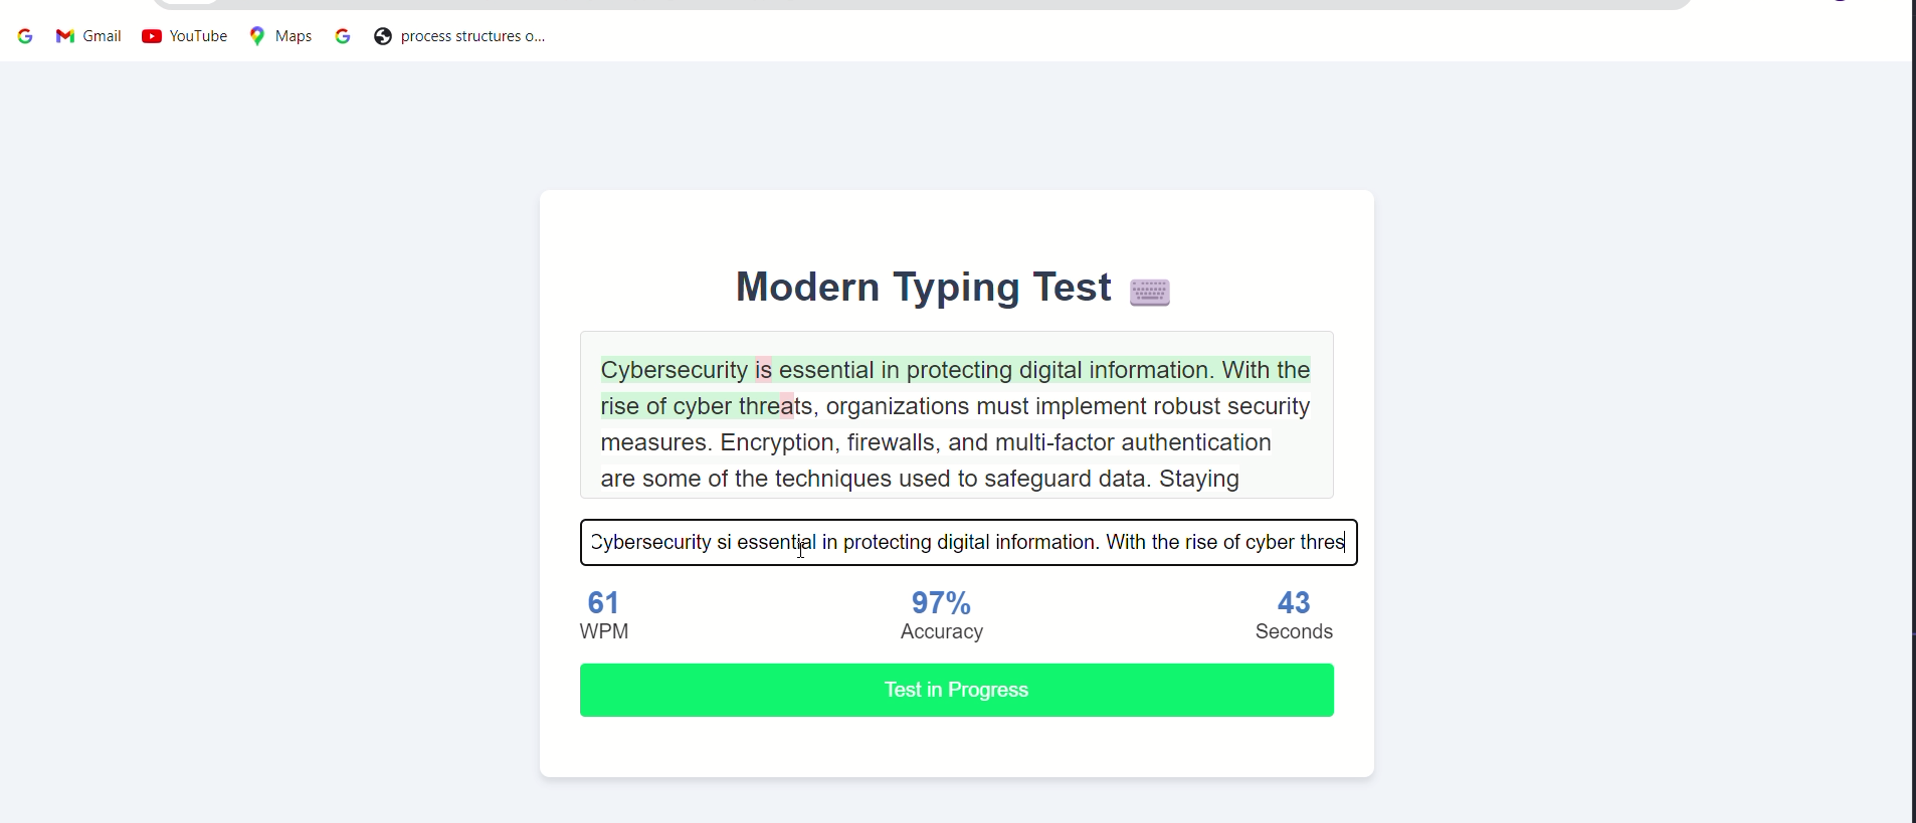 Gmail YouTube Maps process structures o...
Modern Typing Test
Cybersecurity is essential in protecting digital information. With the
rise of cyber threats, organizations must implement robust security
measures. Encryption, firewalls, and multi-factor authentication
are some of the techniques used to safeguard data. Staying
Cybersecurity si essential in protecting digital information. With the rise of cyber thres
61 97% 43
WPM Accuracy Seconds
Test in Progress